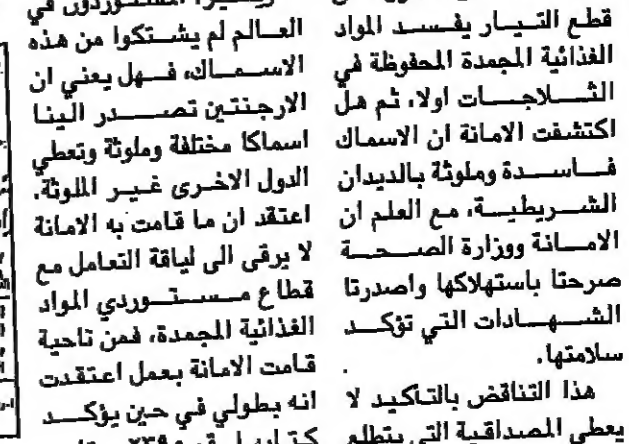 قطع التيار يفسد المواد
الغذائية المجمدة المحفوظة في
الثلاجات اولا، ثم هل
اكتشفت الامانة ان الاسماك
فاسدة وملوثة بالديدان
الشريطية، مع العلم ان
الامانة ووزارة الصحة
صرحتا باستهلاكها واصدرتا
الشهادات التي تؤكد
سلامتها.
هذا التناقض بالتاكيد لا
يعطي المصداقية التي يتطلع
المستوردون في
العالم لم يشتكوا من هذه
الاسماك، فهل يعني ان
الارجنتين تصدر الينا
اسماكا مختلفة وملوثة وتعطي
الدول الاخرى غير الملوثة.
اعتقد ان ما قامت به الامانة
لا يرقى الى لياقة التعامل مع
قطاع مستوردي المواد
الغذائية المجمدة، فمن ناحية
قامت الامانة بعمل اعتقدت
انه بطولي في حين يؤكد